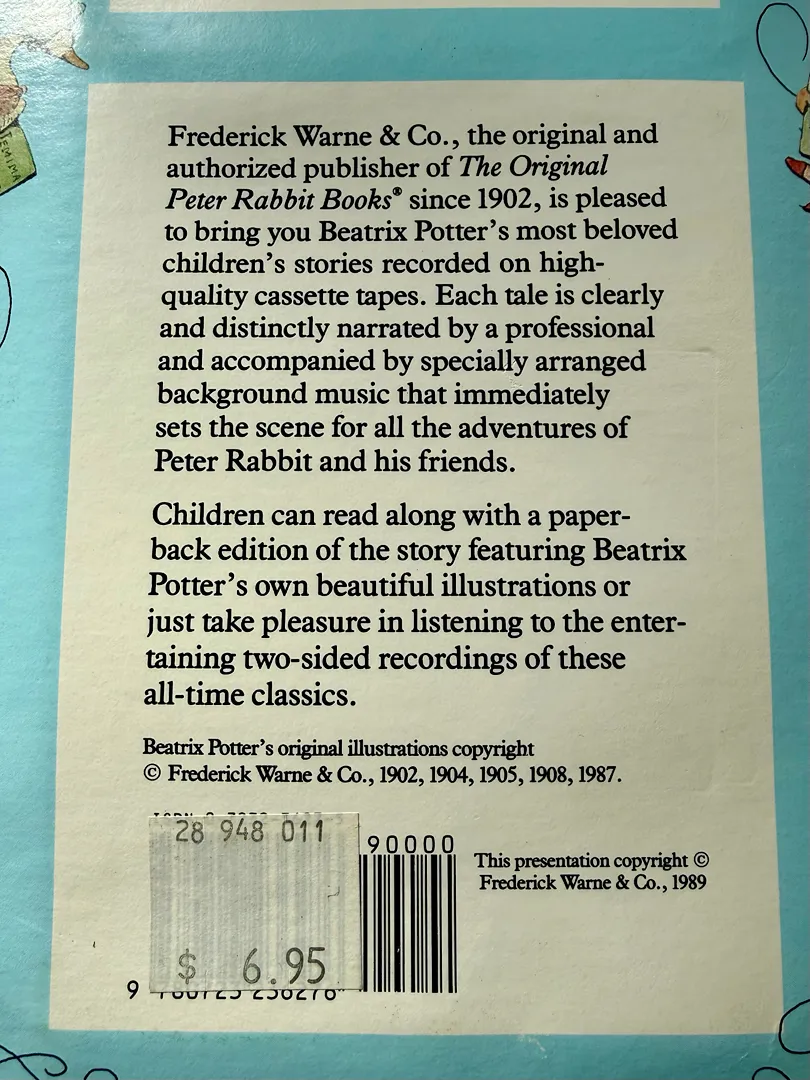 Frederick Warne & Co., the original and
authorized publisher of The Original
Peter Rabbit Books® since 1902, is pleased
to bring you Beatrix Potter's most beloved
children's stories recorded on high-
quality cassette tapes. Each tale is clearly
and distinctly narrated by a professional
and accompanied by specially arranged
background music that immediately
sets the scene for all the adventures of
Peter Rabbit and his friends.
Children can read along with a paper-
back edition of the story featuring Beatrix
Potter's own beautiful illustrations or
just take pleasure in listening to the enter-
taining two-sided recordings of these
all-time classics.
Beatrix Potter's original illustrations copyright
© Frederick Warne & Co., 1902, 1904, 1905, 1908, 1987.
28 948 011
90000
$ 6.95
9
This presentation copyright ©
Frederick Warne & Co., 1989